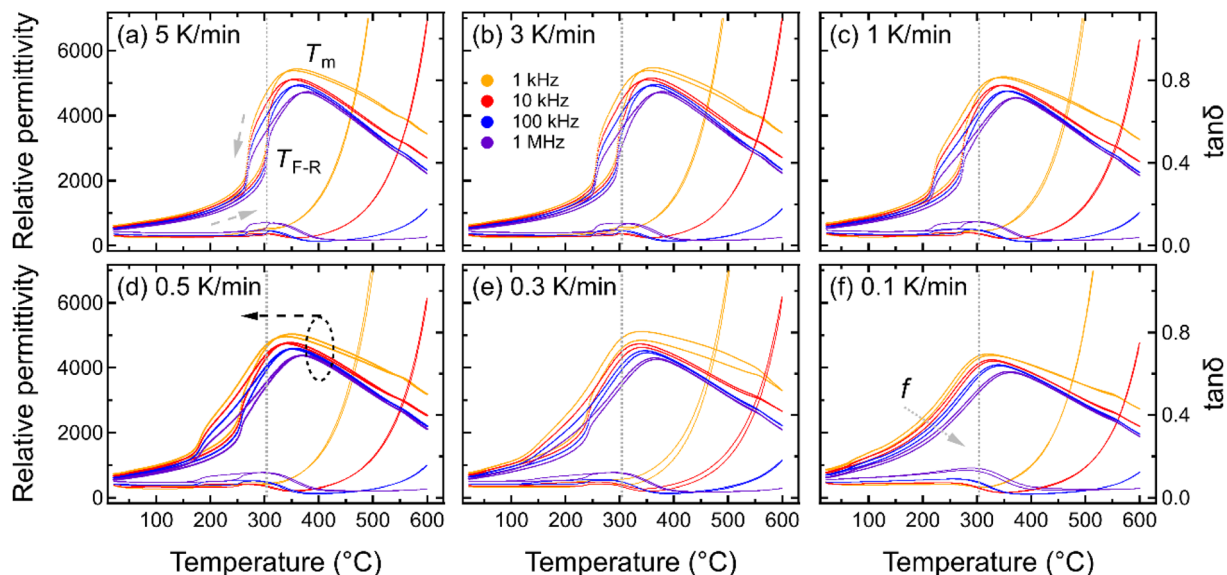 (a) 5 K/min
(b) 3 K/min
(c) 1 K/min
Tm
TF-R
1 kHz
10 kHz
100 kHz
1 MHz
Relative permittivity
6000
4000
2000
0
tanδ
0.8
0.4
0.0
(d) 0.5 K/min
(e) 0.3 K/min
(f) 0.1 K/min
f
Relative permittivity
6000
4000
2000
0
tanδ
0.8
0.4
0.0
100 200 300 400 500 600
100 200 300 400 500 600
100 200 300 400 500 600
Temperature (°C)
Temperature (°C)
Temperature (°C)